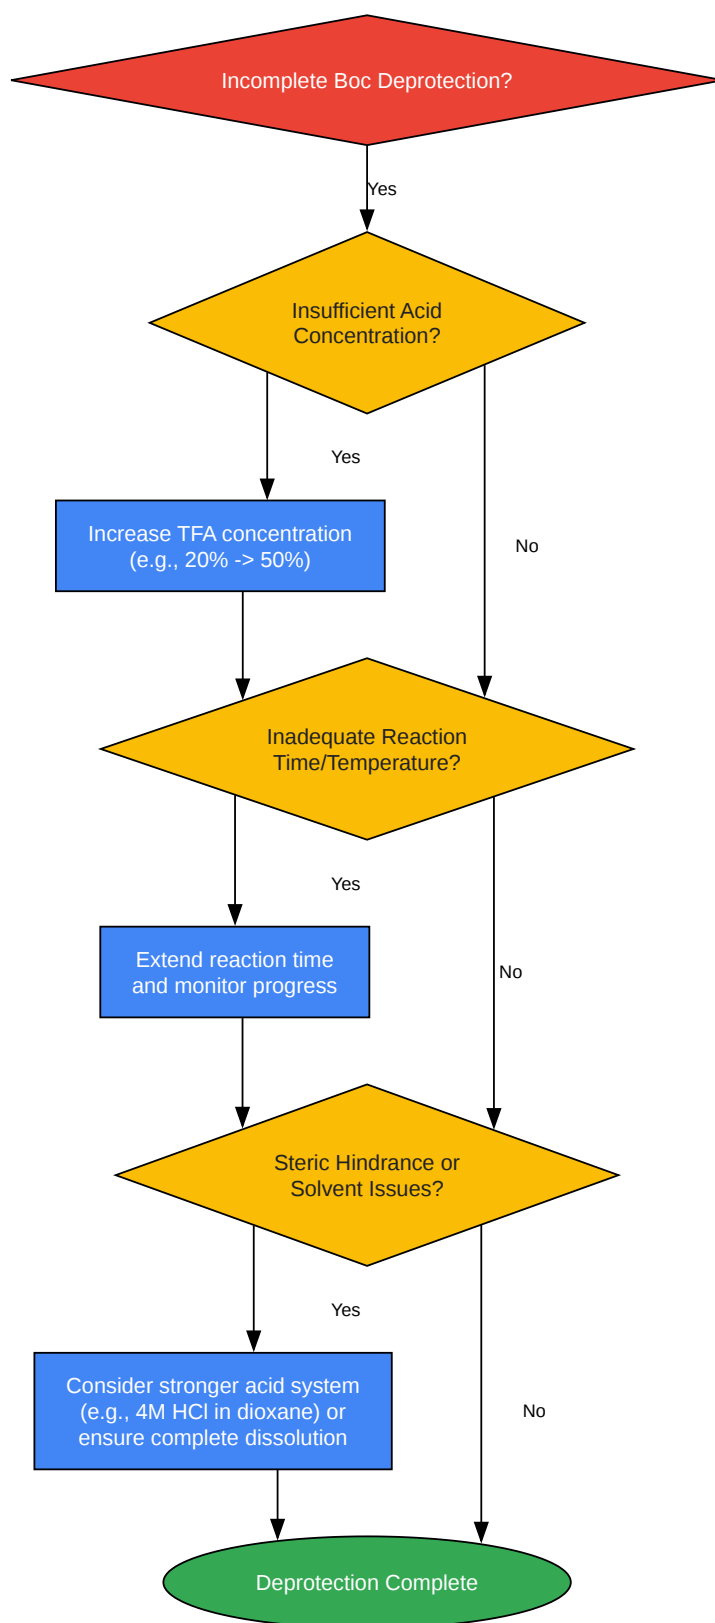 Incomplete Boc Deprotection?
Yes
Insufficient Acid
Concentration?
Yes
Increase TFA concentration
(e.g., 20% -> 50%)
No
Inadequate Reaction
Time/Temperature?
Yes
Extend reaction time
and monitor progress
No
Steric Hindrance or
Solvent Issues?
Yes
Consider stronger acid system
(e.g., 4M HCl in dioxane) or
ensure complete dissolution
No
Deprotection Complete